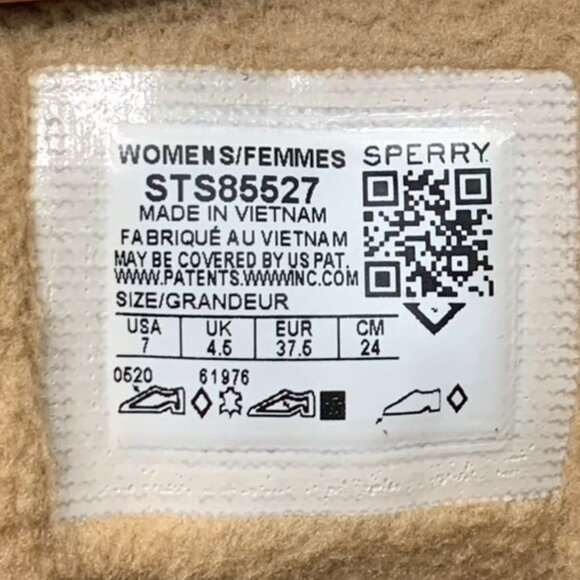 WOMENS/FEMMES SPERRY
STS85527
MADE IN VIETNAM
FABRIQUÉ AU VIETNAM
MAY BE COVERED BY US PAT.
WWW.PATENTS.WWWINC.COM
SIZE/GRANDEUR
USA UK EUR CM
7 4.5 37.5 24
0520 61976